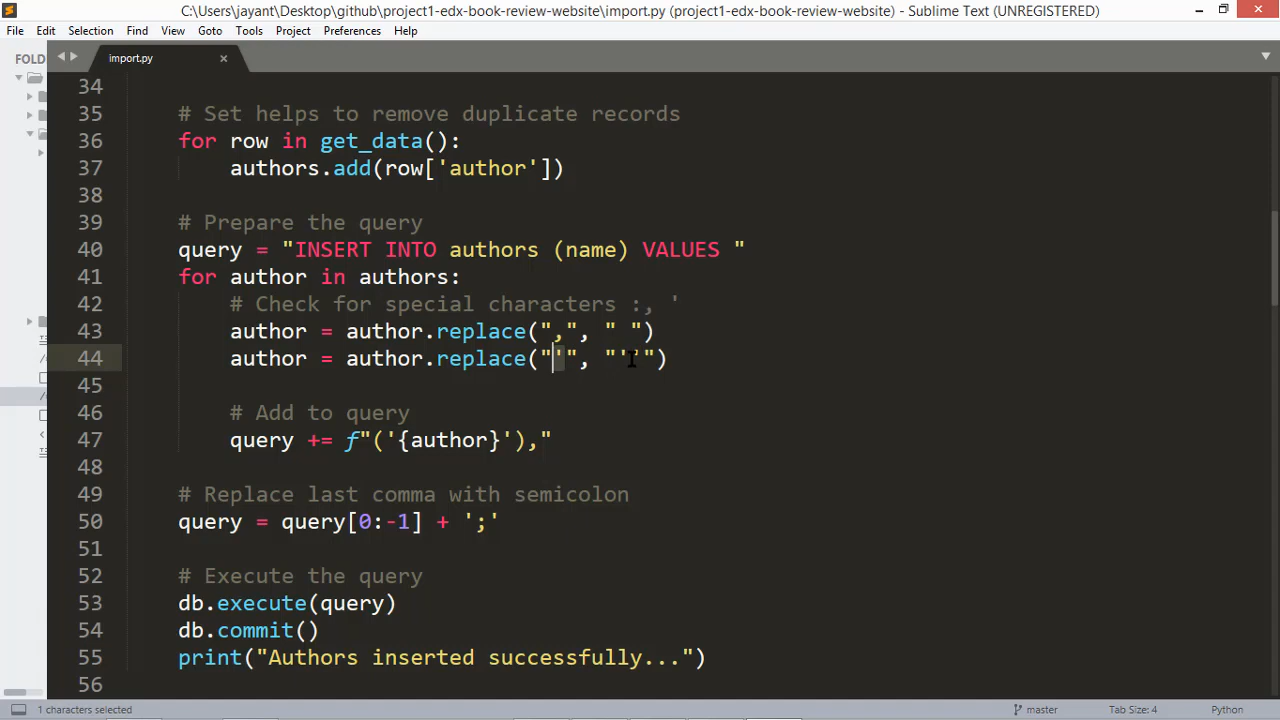 C:\Users\jayant\Desktop\github\project1-edx-book-review-website\import.py (project1-edx-book-review-website) - Sublime Text (UNREGISTERED)
File Edit Selection Find View Goto Tools Project Preferences Help
FOLD
import.py
34
35 # Set helps to remove duplicate records
36 for row in get_data():
37 authors.add(row['author'])
38
39 # Prepare the query
40 query = "INSERT INTO authors (name) VALUES "
41 for author in authors:
42 # Check for special characters :, '
43 author = author.replace(",", " ")
44 author = author.replace("'", "''")
45
46 # Add to query
47 query += f"('{author}'),"
48
49 # Replace last comma with semicolon
50 query = query[0:-1] + ';'
51
52 # Execute the query
53 db.execute(query)
54 db.commit()
55 print("Authors inserted successfully...")
56
1 characters selected
master
Tab Size: 4
Python